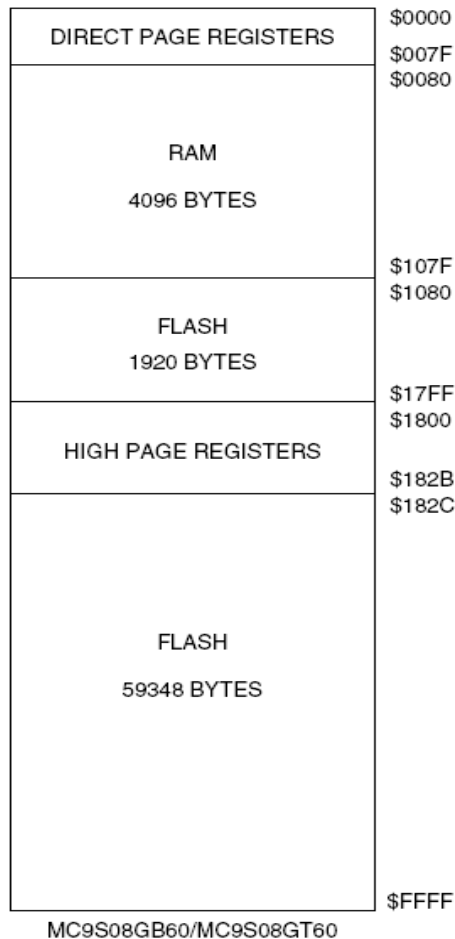 DIRECT PAGE REGISTERS
$0000
$007F
$0080
RAM
4096 BYTES
$107F
$1080
FLASH
1920 BYTES
$17FF
$1800
HIGH PAGE REGISTERS
$182B
$182C
FLASH
59348 BYTES
$FFFF
MC9S08GB60/MC9S08GT60